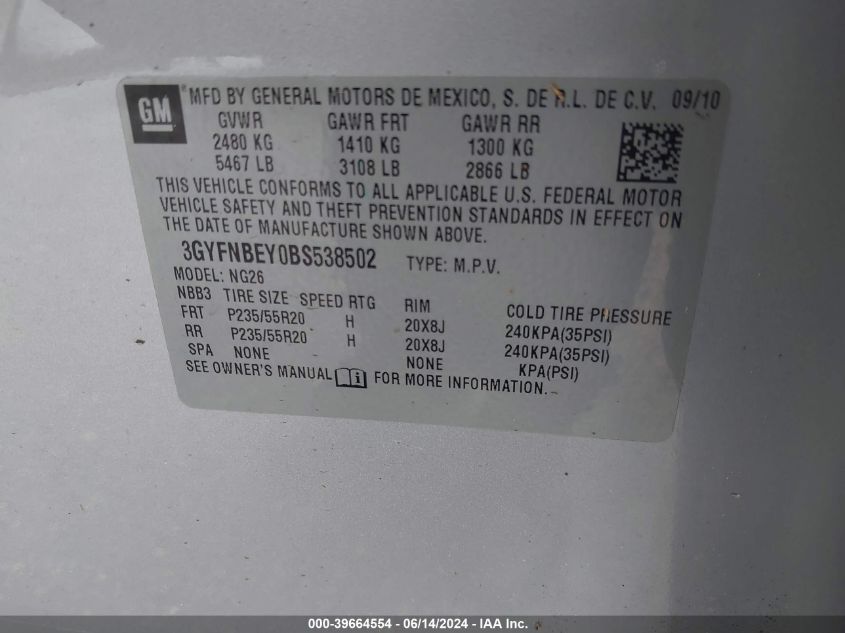 GM MFD BY GENERAL MOTORS DE MEXICO, S. DE R.L. DE C.V. 09/10
GVWR GAWR FRT GAWR RR
2480 KG 1410 KG 1300 KG
5467 LB 3108 LB 2866 LB
THIS VEHICLE CONFORMS TO ALL APPLICABLE U.S. FEDERAL MOTOR
VEHICLE SAFETY AND THEFT PREVENTION STANDARDS IN EFFECT ON
THE DATE OF MANUFACTURE SHOWN ABOVE.
3GYFNBEY0BS538502 TYPE: M.P.V.
MODEL: NG26
NBB3 TIRE SIZE SPEED RTG RIM COLD TIRE PRESSURE
FRT P235/55R20 H 20X8J 240KPA(35PSI)
RR P235/55R20 H 20X8J 240KPA(35PSI)
SPA NONE NONE KPA(PSI)
SEE OWNER'S MANUAL FOR MORE INFORMATION.
000-39664554 - 06/14/2024 - IAA Inc.